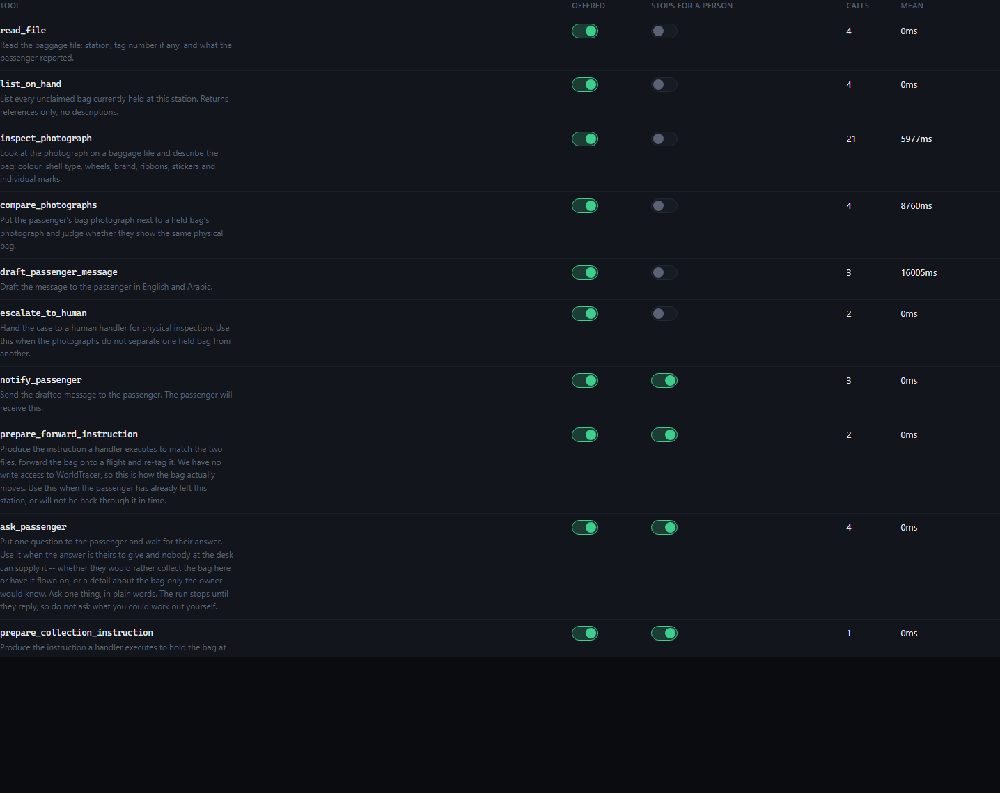 TOOL OFFERED STOPS FOR A PERSON CALLS MEAN
read_file 4 0ms
Read the baggage file: station, tag number if any, and what the
passenger reported.
list_on_hand 4 0ms
List every unclaimed bag currently held at this station. Returns
references only, no descriptions.
inspect_photograph 21 5977ms
Look at the photograph on a baggage file and describe the
bag: colour, shell type, wheels, brand, ribbons, stickers and
individual marks.
compare_photographs 4 8760ms
Put the passenger's bag photograph next to a held bag's
photograph and judge whether they show the same physical
bag.
draft_passenger_message 3 16005ms
Draft the message to the passenger in English and Arabic.
escalate_to_human 2 0ms
Hand the case to a human handler for physical inspection. Use
this when the photographs do not separate one held bag from
another.
notify_passenger 3 0ms
Send the drafted message to the passenger. The passenger will
receive this.
prepare_forward_instruction 2 0ms
Produce the instruction a handler executes to match the two
files, forward the bag onto a flight and re-tag it. We have no
write access to WorldTracer, so this is how the bag actually
moves. Use this when the passenger has already left this
station, or will not be back through it in time.
ask_passenger 4 0ms
Put one question to the passenger and wait for their answer.
Use it when the answer is theirs to give and nobody at the desk
can supply it -- whether they would rather collect the bag here
or have it flown on, or a detail about the bag only the owner
would know. Ask one thing, in plain words. The run stops until
they reply, so do not ask what you could work out yourself.
prepare_collection_instruction 1 0ms
Produce the instruction a handler executes to hold the bag at